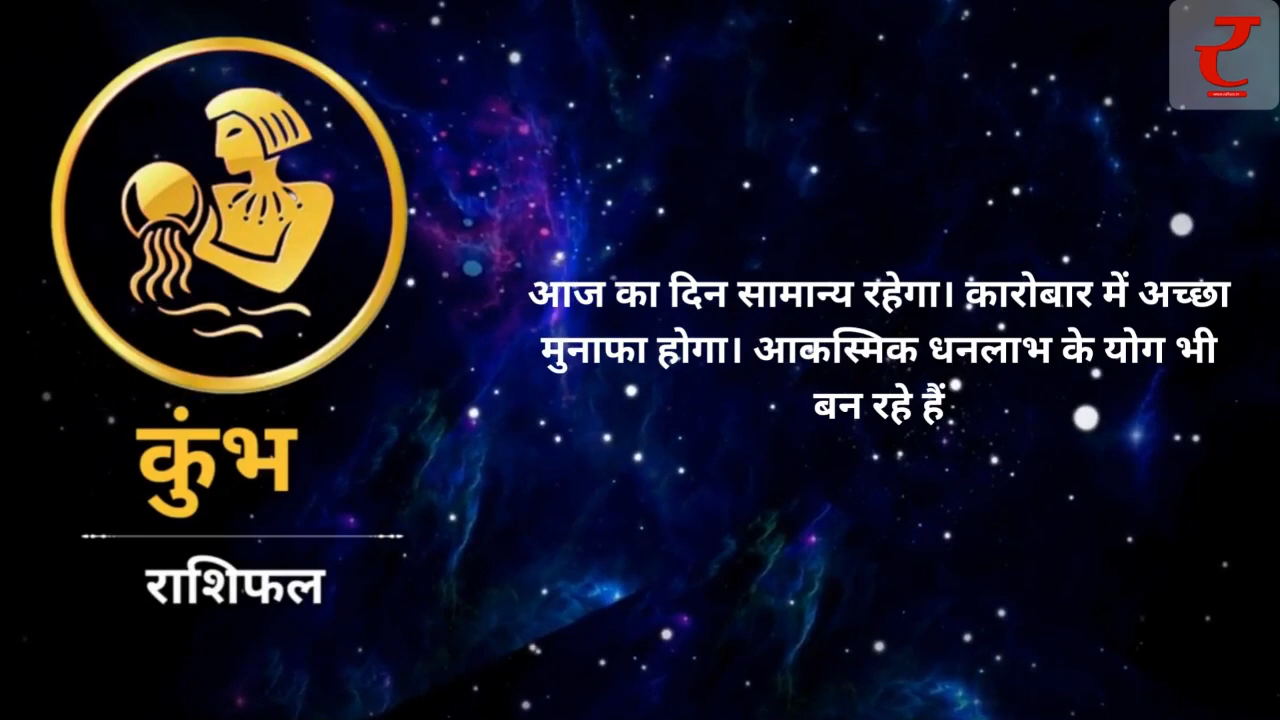 कुंभ
राशिफल
आज का दिन सामान्य रहेगा। कारोबार में अच्छा
मुनाफा होगा। आकस्मिक धनलाभ के योग भी
बन रहे हैं
र